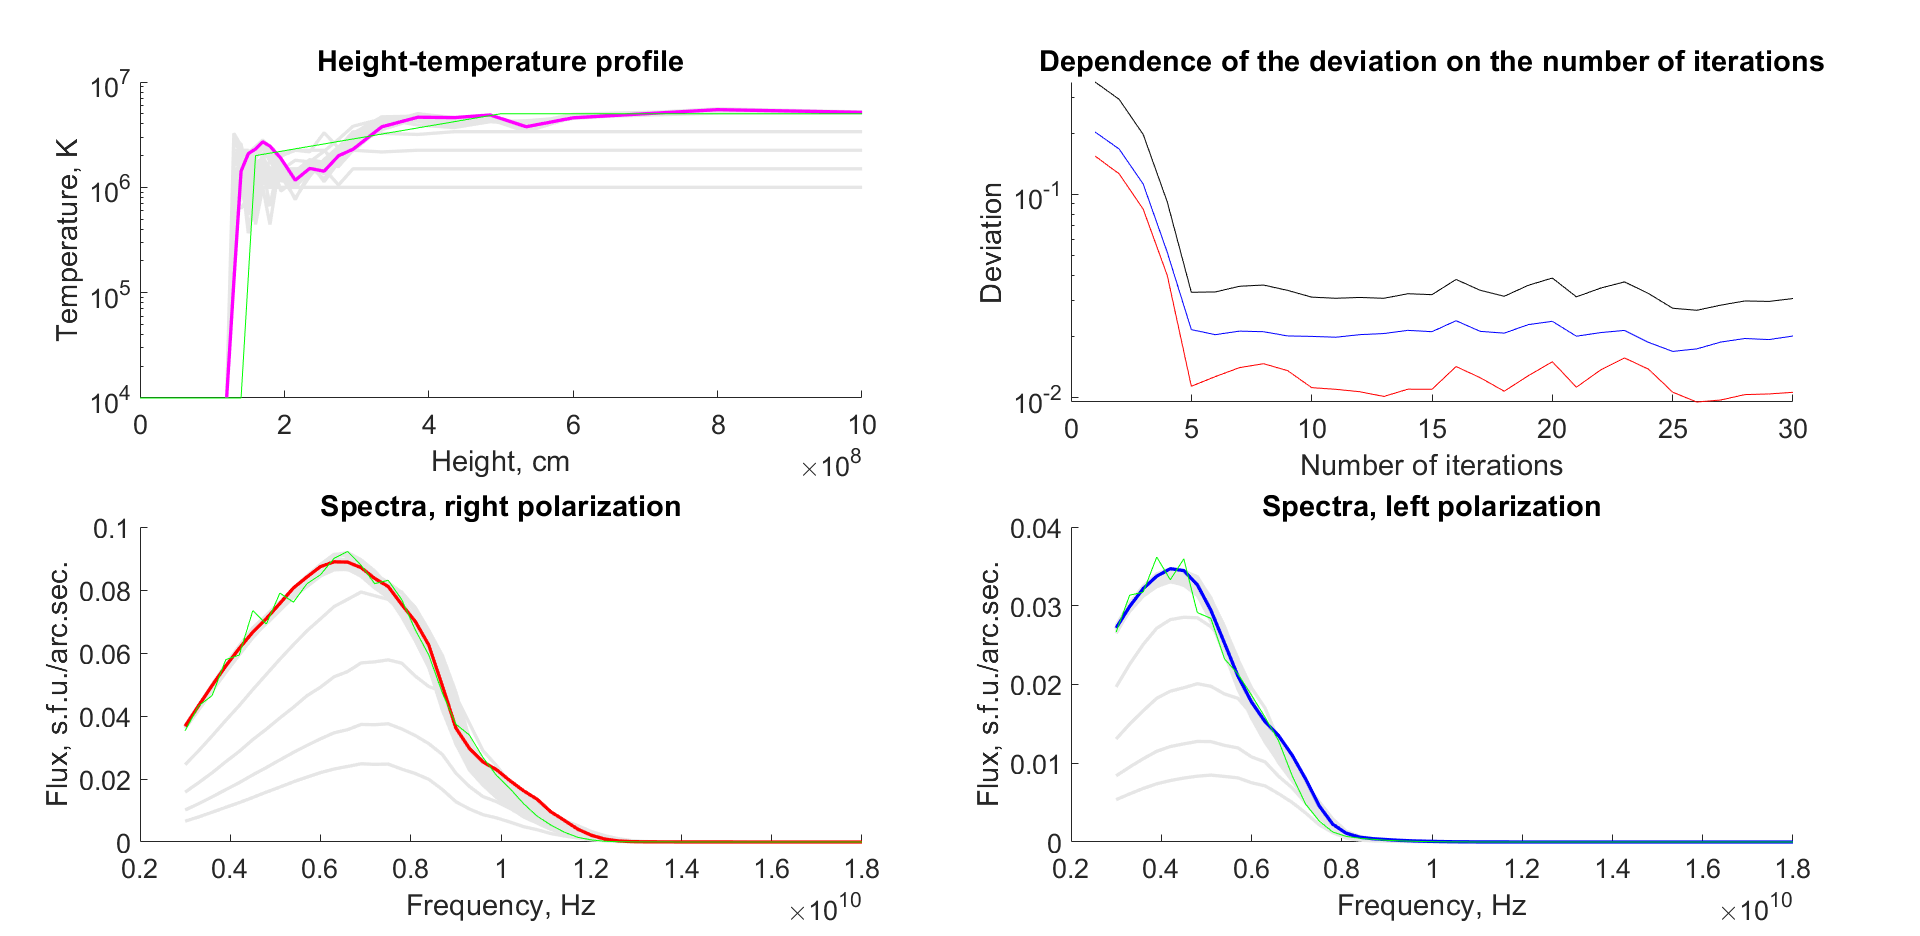 Height-temperature profile
10^7
10^6
10^5
10^4
Temperature, K
0 2 4 6 8 10
Height, cm
×10^8
Dependence of the deviation on the number of iterations
10^-1
10^-2
Deviation
0 5 10 15 20 25 30
Number of iterations
Spectra, right polarization
0.1
0.08
0.06
0.04
0.02
0
Flux, s.f.u./arc.sec.
0.2 0.4 0.6 0.8 1 1.2 1.4 1.6 1.8
Frequency, Hz
×10^10
Spectra, left polarization
0.04
0.03
0.02
0.01
0
Flux, s.f.u./arc.sec.
0.2 0.4 0.6 0.8 1 1.2 1.4 1.6 1.8
Frequency, Hz
×10^10